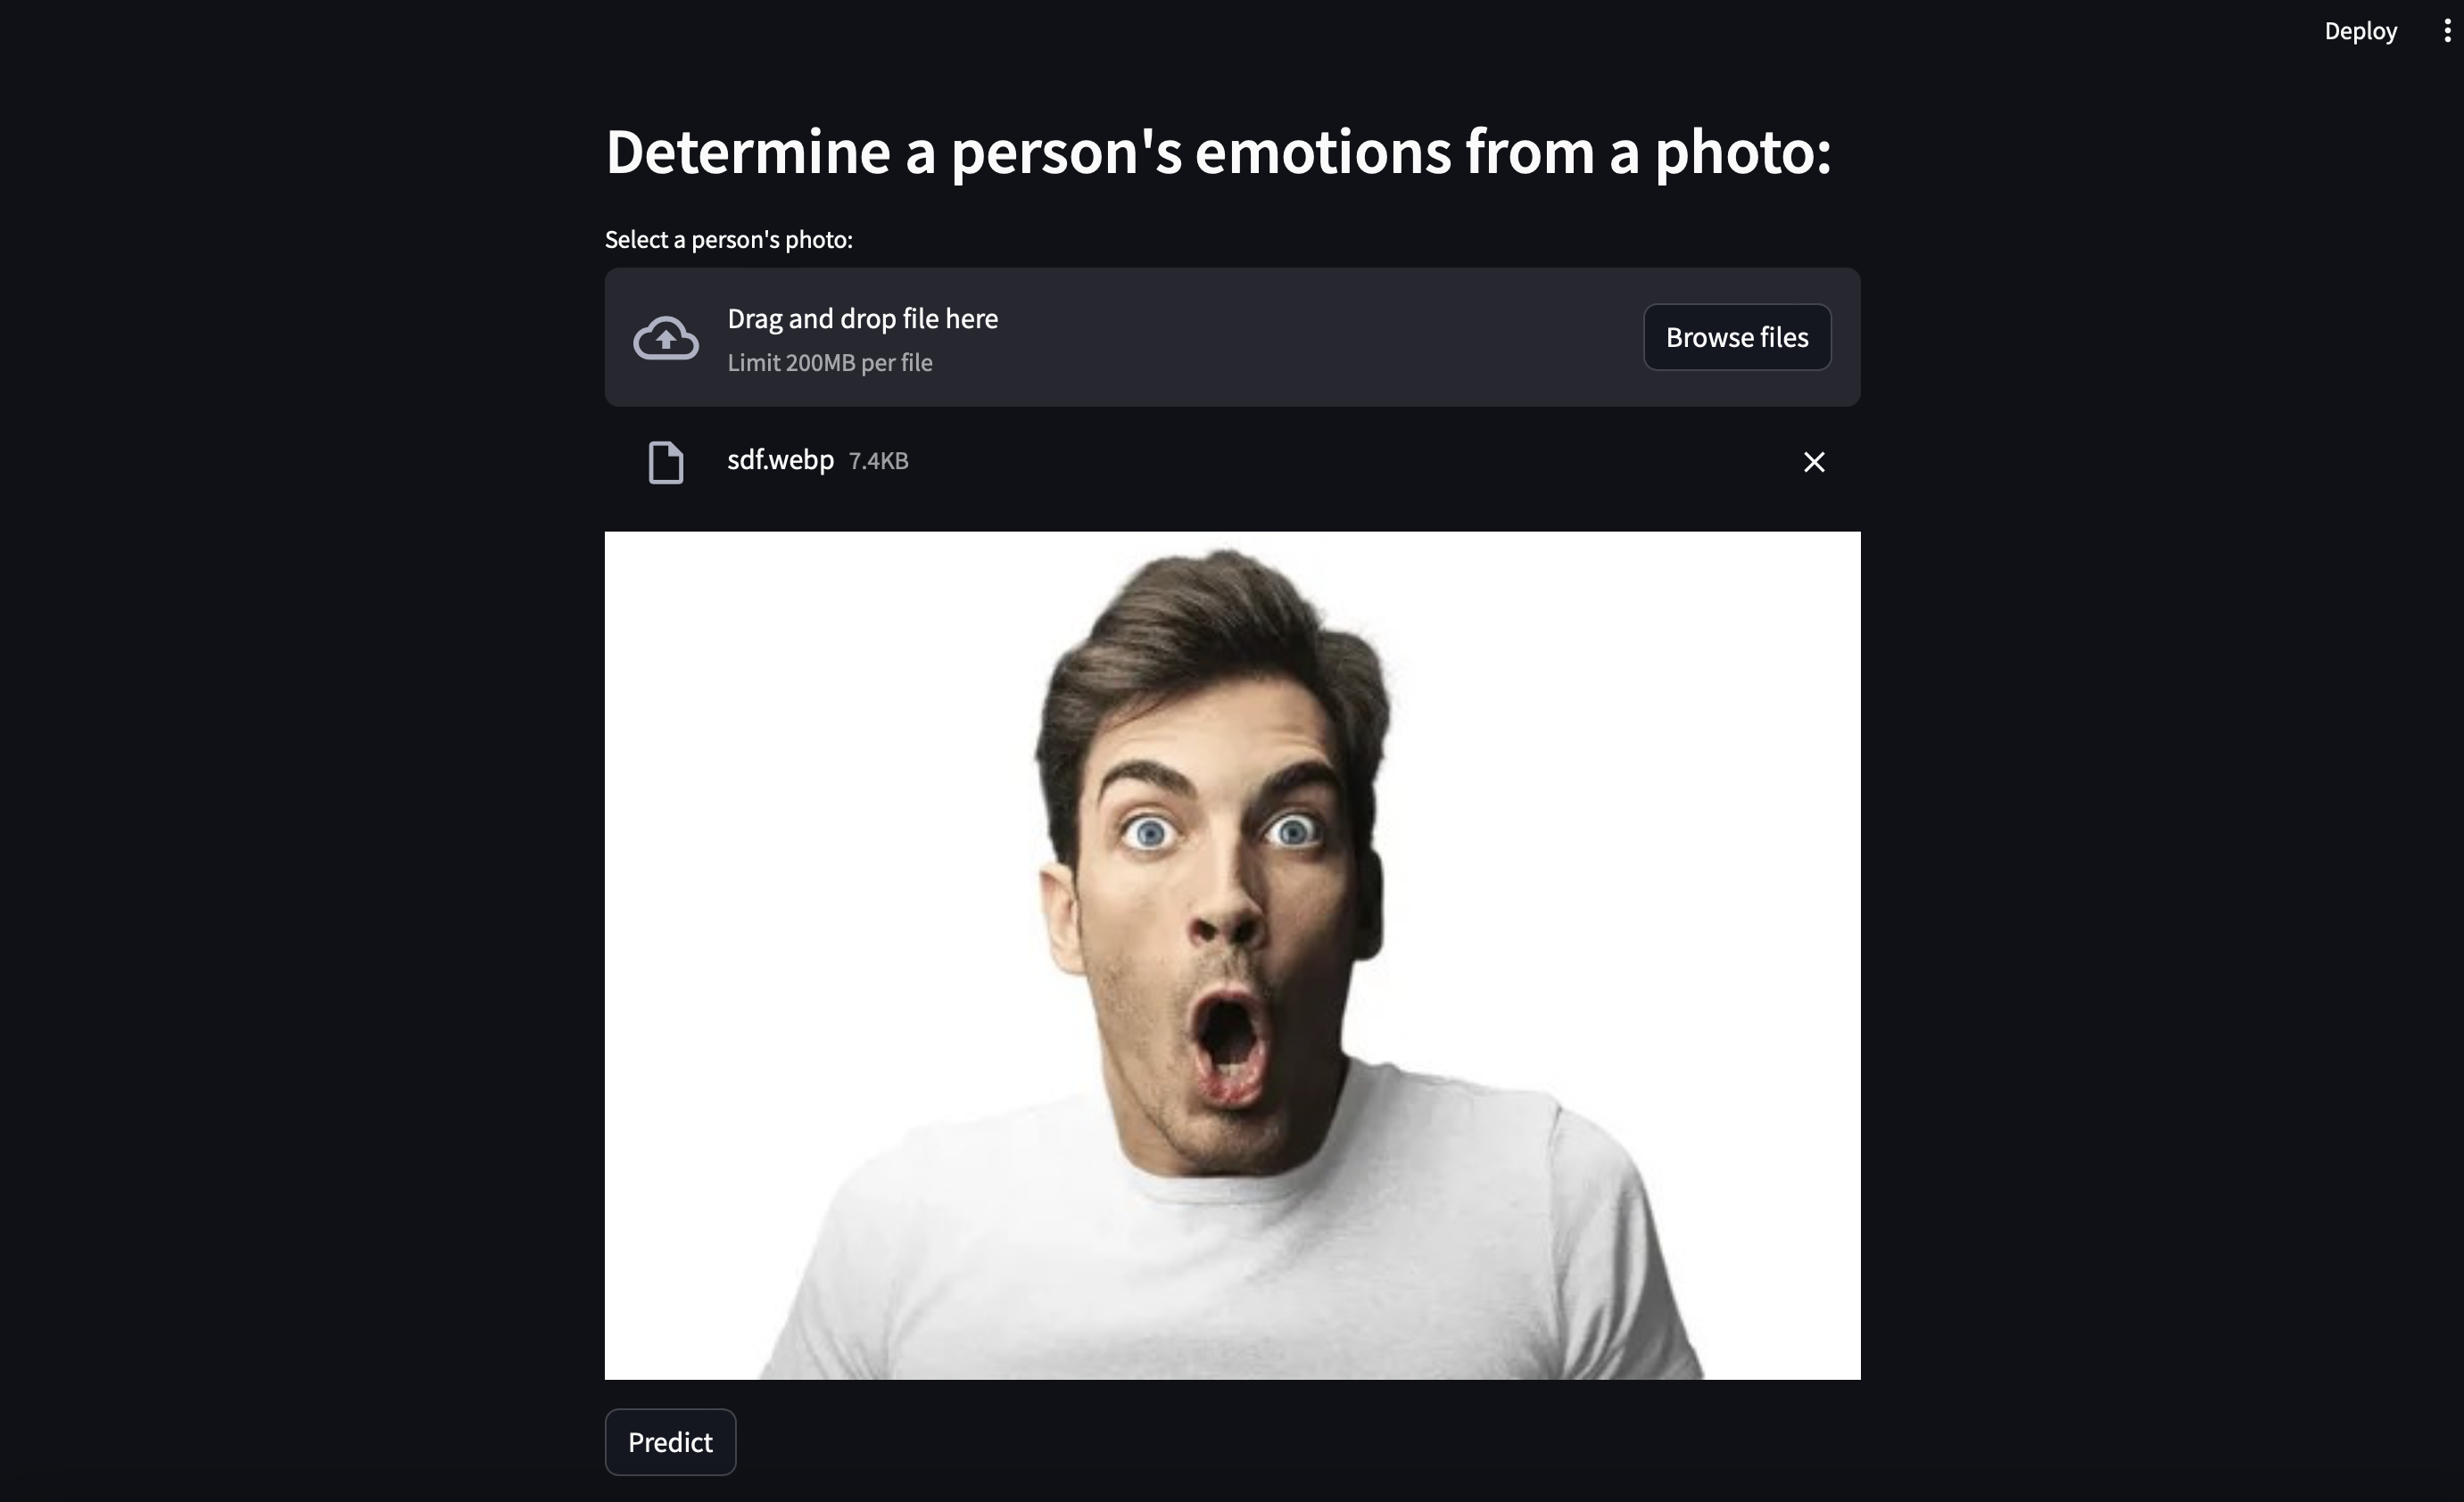 Deploy
Determine a person's emotions from a photo:
Select a person's photo:
Drag and drop file here
Limit 200MB per file
Browse files
sdf.webp 7.4KB
Predict